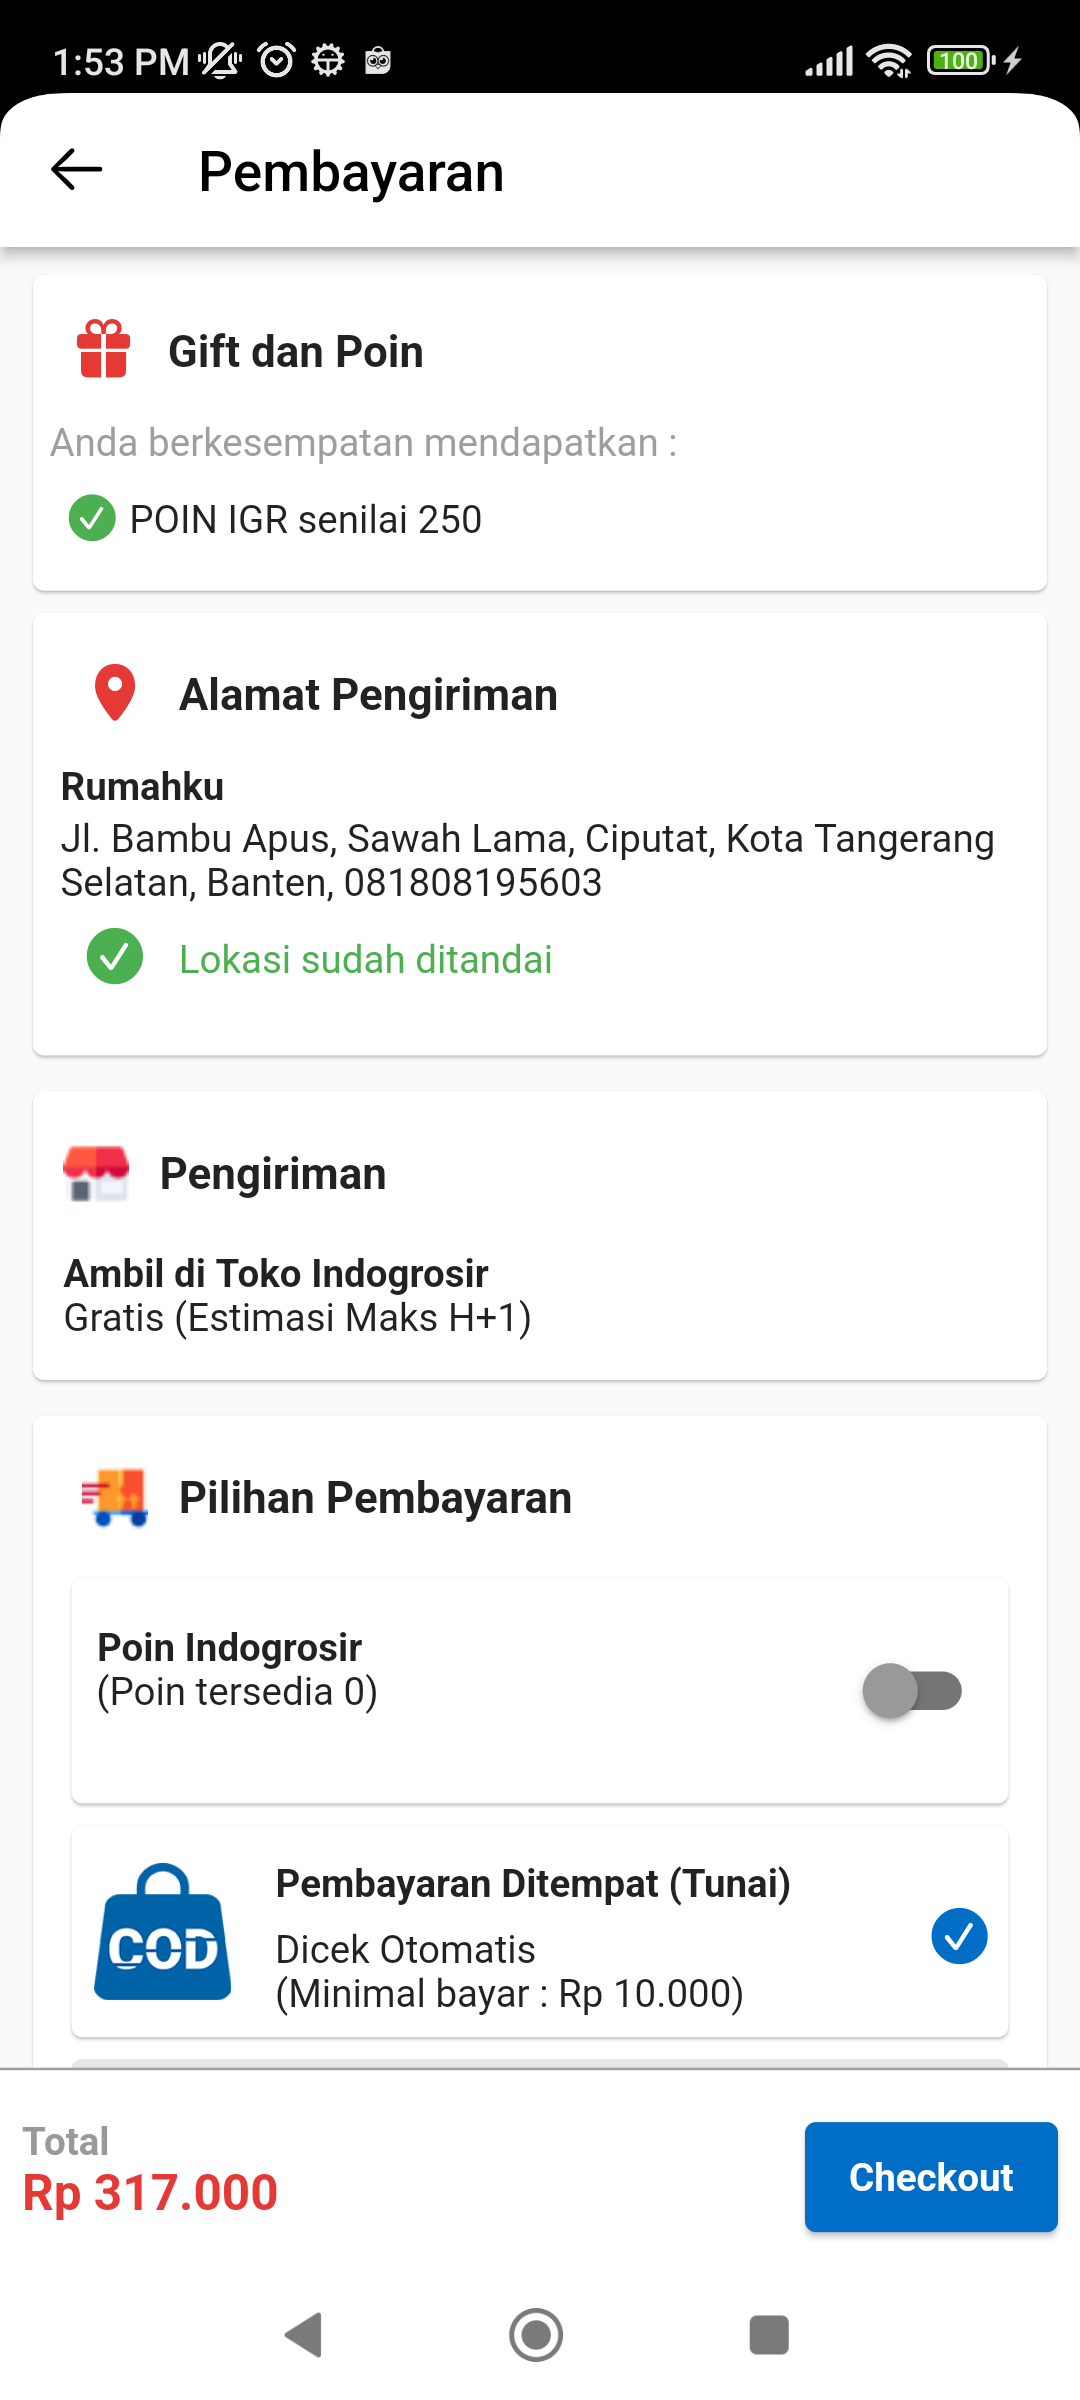 1:53 PM
100
Pembayaran
Gift dan Poin
Anda berkesempatan mendapatkan :
POIN IGR senilai 250
Alamat Pengiriman
Rumahku
Jl. Bambu Apus, Sawah Lama, Ciputat, Kota Tangerang
Selatan, Banten, 081808195603
Lokasi sudah ditandai
Pengiriman
Ambil di Toko Indogrosir
Gratis (Estimasi Maks H+1)
Pilihan Pembayaran
Poin Indogrosir
(Poin tersedia 0)
COD
Pembayaran Ditempat (Tunai)
Dicek Otomatis
(Minimal bayar : Rp 10.000)
Total
Rp 317.000
Checkout